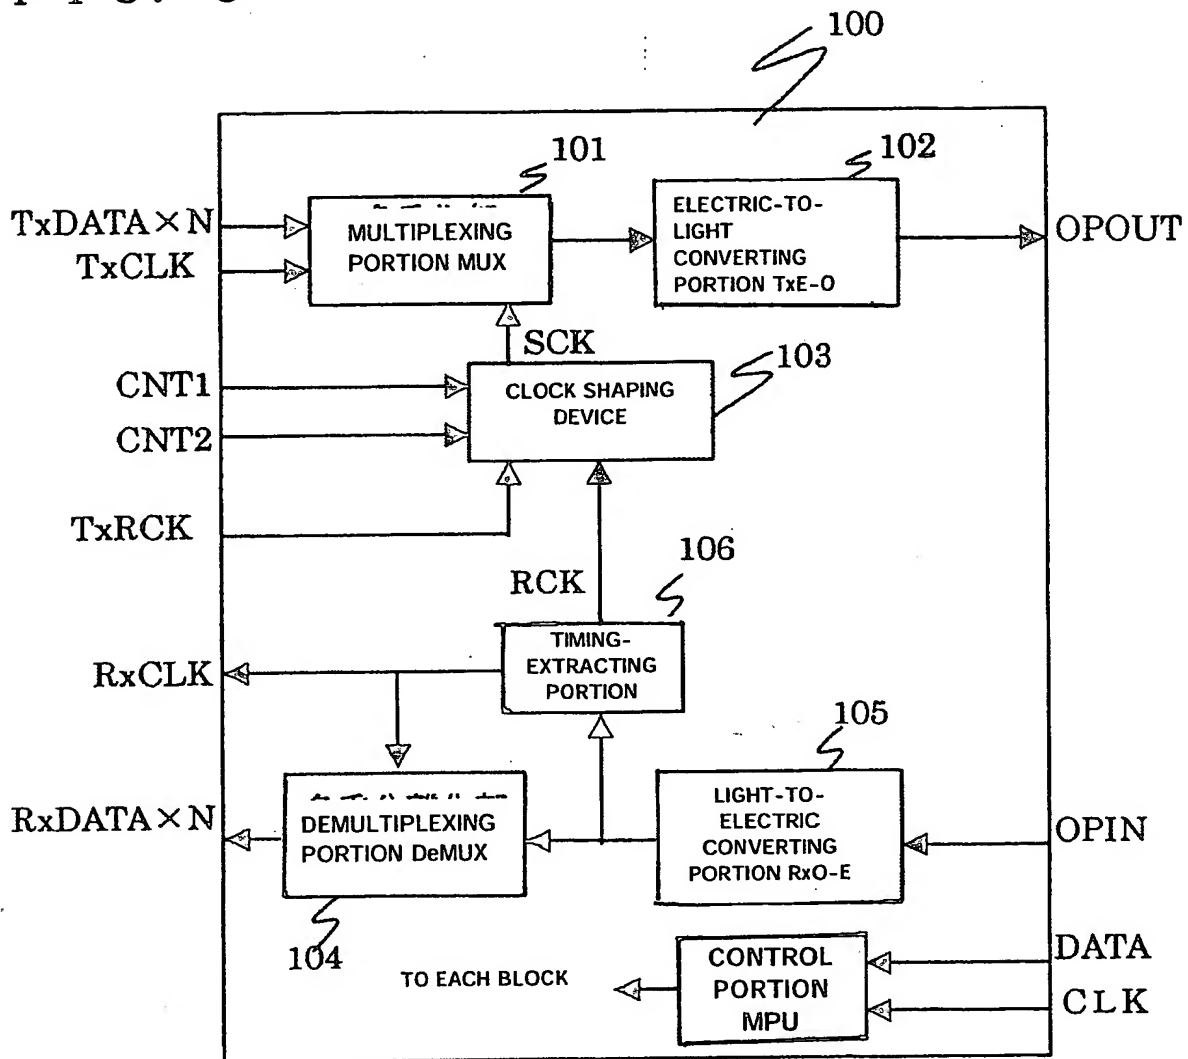 100
101
102
TxDATA×N
TxCLK
MULTIPLEXING
PORTION MUX
ELECTRIC-TO-
LIGHT
CONVERTING
PORTION TxE-O
OPOUT
SCK
103
CNT1
CNT2
CLOCK SHAPING
DEVICE
TxRCK
106
RCK
RxCLK
TIMING-
EXTRACTING
PORTION
105
RxDATA×N
DEMULTIPLEXING
PORTION DeMUX
LIGHT-TO-
ELECTRIC
CONVERTING
PORTION RxO-E
OPIN
104
TO EACH BLOCK
CONTROL
PORTION
MPU
DATA
CLK